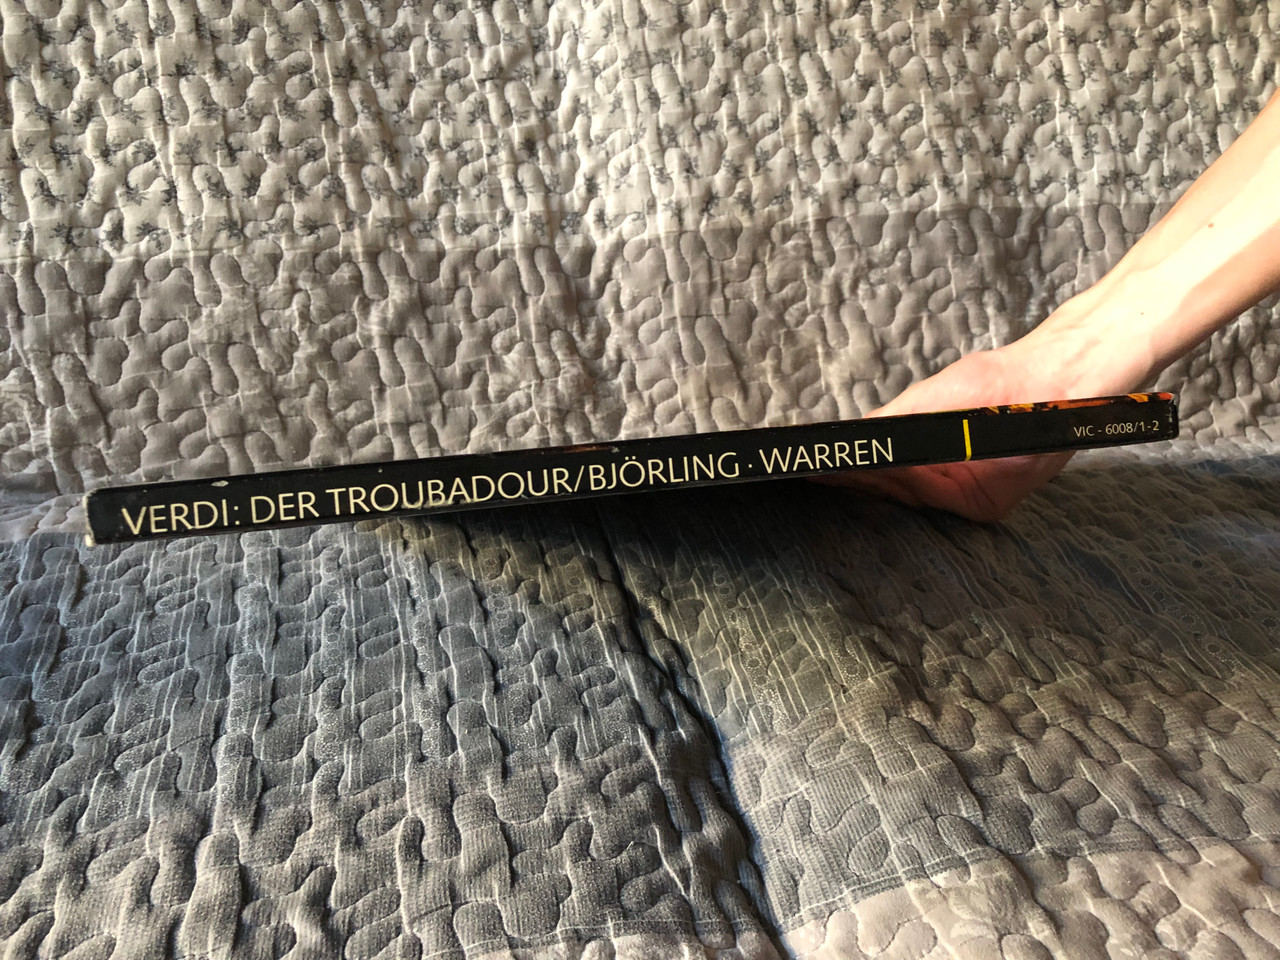 VERDI: DER TROUBADOUR/BJÖRLING · WARREN
VIC - 6008/1-2